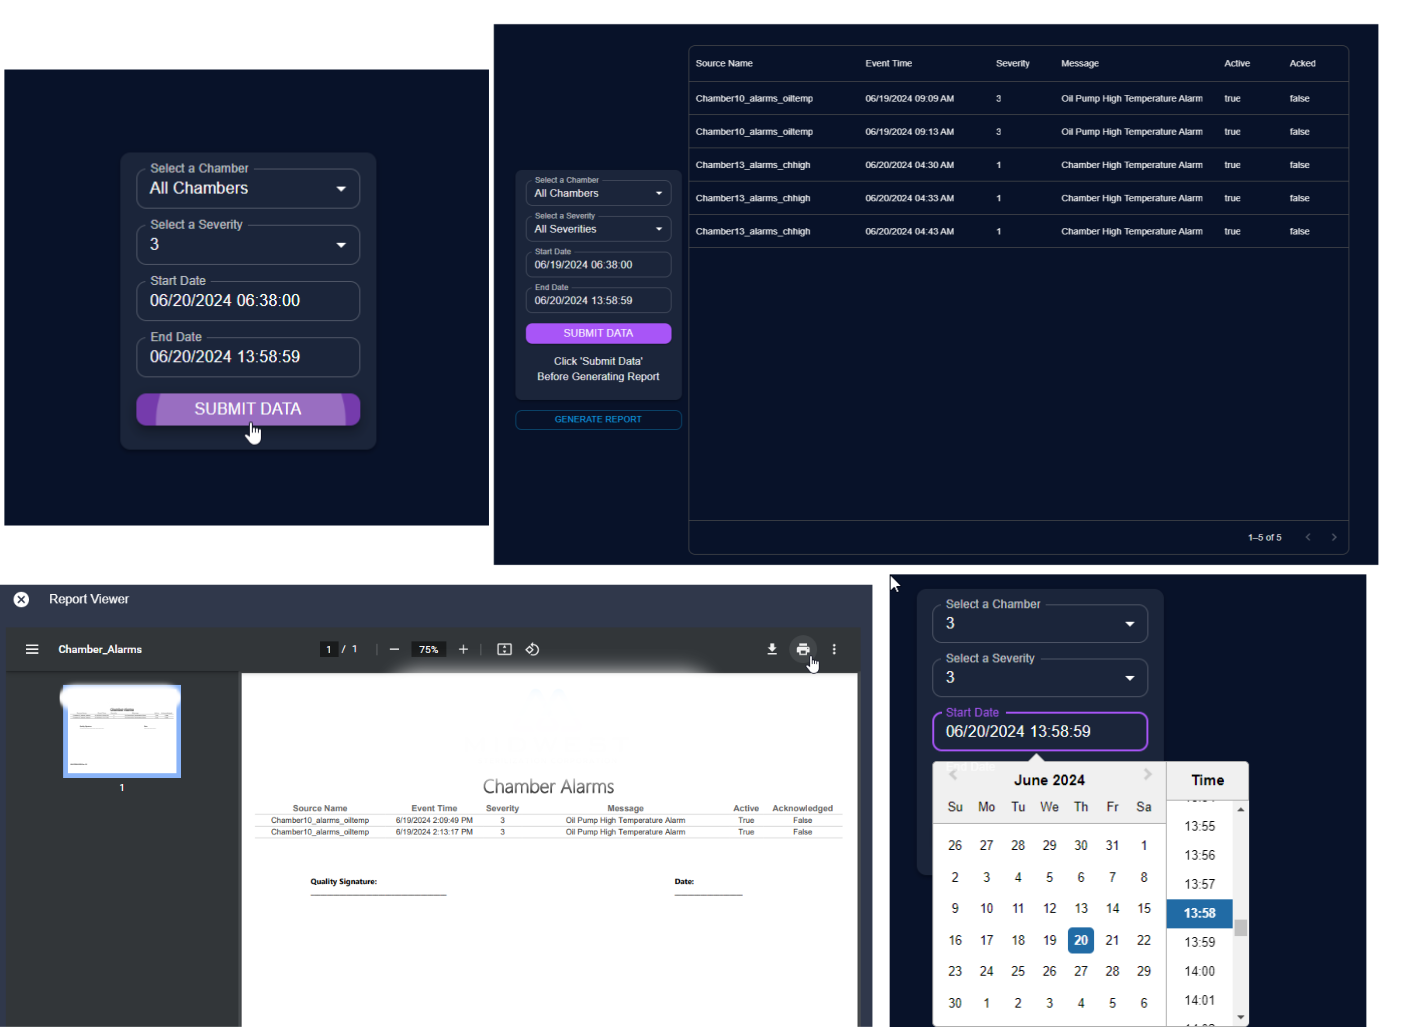 Select a Chamber
All Chambers
Select a Severity
3
Start Date
06/20/2024 06:38:00
End Date
06/20/2024 13:58:59
SUBMIT DATA
Select a Chamber
All Chambers
Select a Severity
All Severities
Start Date
06/19/2024 06:38:00
End Date
06/20/2024 13:58:59
SUBMIT DATA
Click 'Submit Data'
Before Generating Report
GENERATE REPORT
Source Name Event Time Severity Message Active Acked
Chamber10_alarms_oiltemp 06/19/2024 09:09 AM 3 Oil Pump High Temperature Alarm true false
Chamber10_alarms_oiltemp 06/19/2024 09:13 AM 3 Oil Pump High Temperature Alarm true false
Chamber13_alarms_chhigh 06/20/2024 04:30 AM 1 Chamber High Temperature Alarm true false
Chamber13_alarms_chhigh 06/20/2024 04:33 AM 1 Chamber High Temperature Alarm true false
Chamber13_alarms_chhigh 06/20/2024 04:43 AM 1 Chamber High Temperature Alarm true false
1–5 of 5
Report Viewer
Chamber_Alarms 1 / 1 75%
1
Chamber Alarms
Source Name Event Time Severity Message Active Acknowledged
Chamber10_alarms_oiltemp 6/19/2024 2:09:49 PM 3 Oil Pump High Temperature Alarm True False
Chamber10_alarms_oiltemp 6/19/2024 2:13:17 PM 3 Oil Pump High Temperature Alarm True False
Quality Signature: Date:
Select a Chamber
3
Select a Severity
3
Start Date
06/20/2024 13:58:59
June 2024 Time
Su Mo Tu We Th Fr Sa
26 27 28 29 30 31 1
2 3 4 5 6 7 8
9 10 11 12 13 14 15
16 17 18 19 20 21 22
23 24 25 26 27 28 29
30 1 2 3 4 5 6
13:55
13:56
13:57
13:58
13:59
14:00
14:01